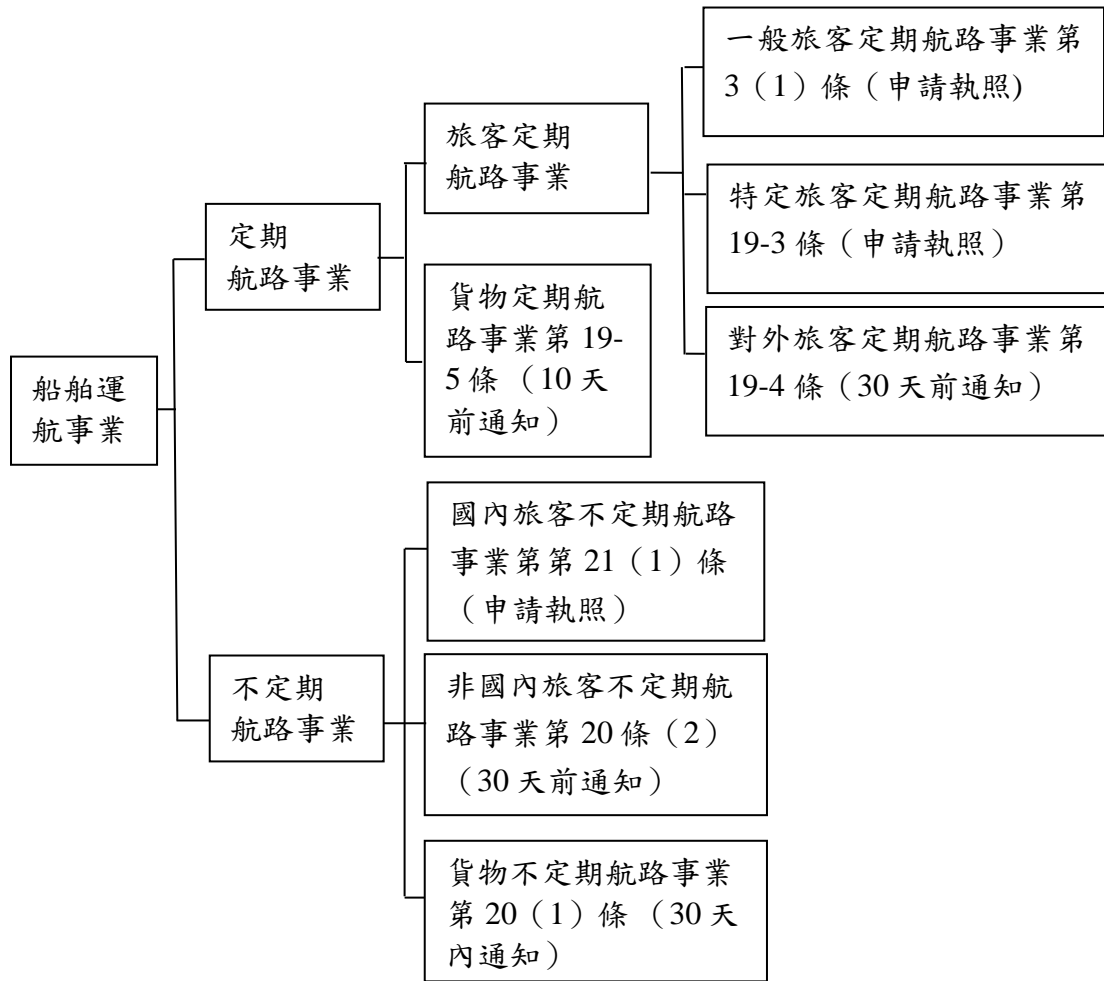 船舶運
航事業
定期
航路事業
旅客定期
航路事業
一般旅客定期航路事業第
3（1）條（申請執照)
特定旅客定期航路事業第
19-3 條（申請執照）
對外旅客定期航路事業第
19-4 條（30 天前通知）
貨物定期航
路事業第 19-
5 條 （10 天
前通知）
不定期
航路事業
國內旅客不定期航路
事業第第 21（1）條
（申請執照）
非國內旅客不定期航
路事業第 20 條（2）
（30 天前通知）
貨物不定期航路事業
第 20（1）條 （30 天
內通知）